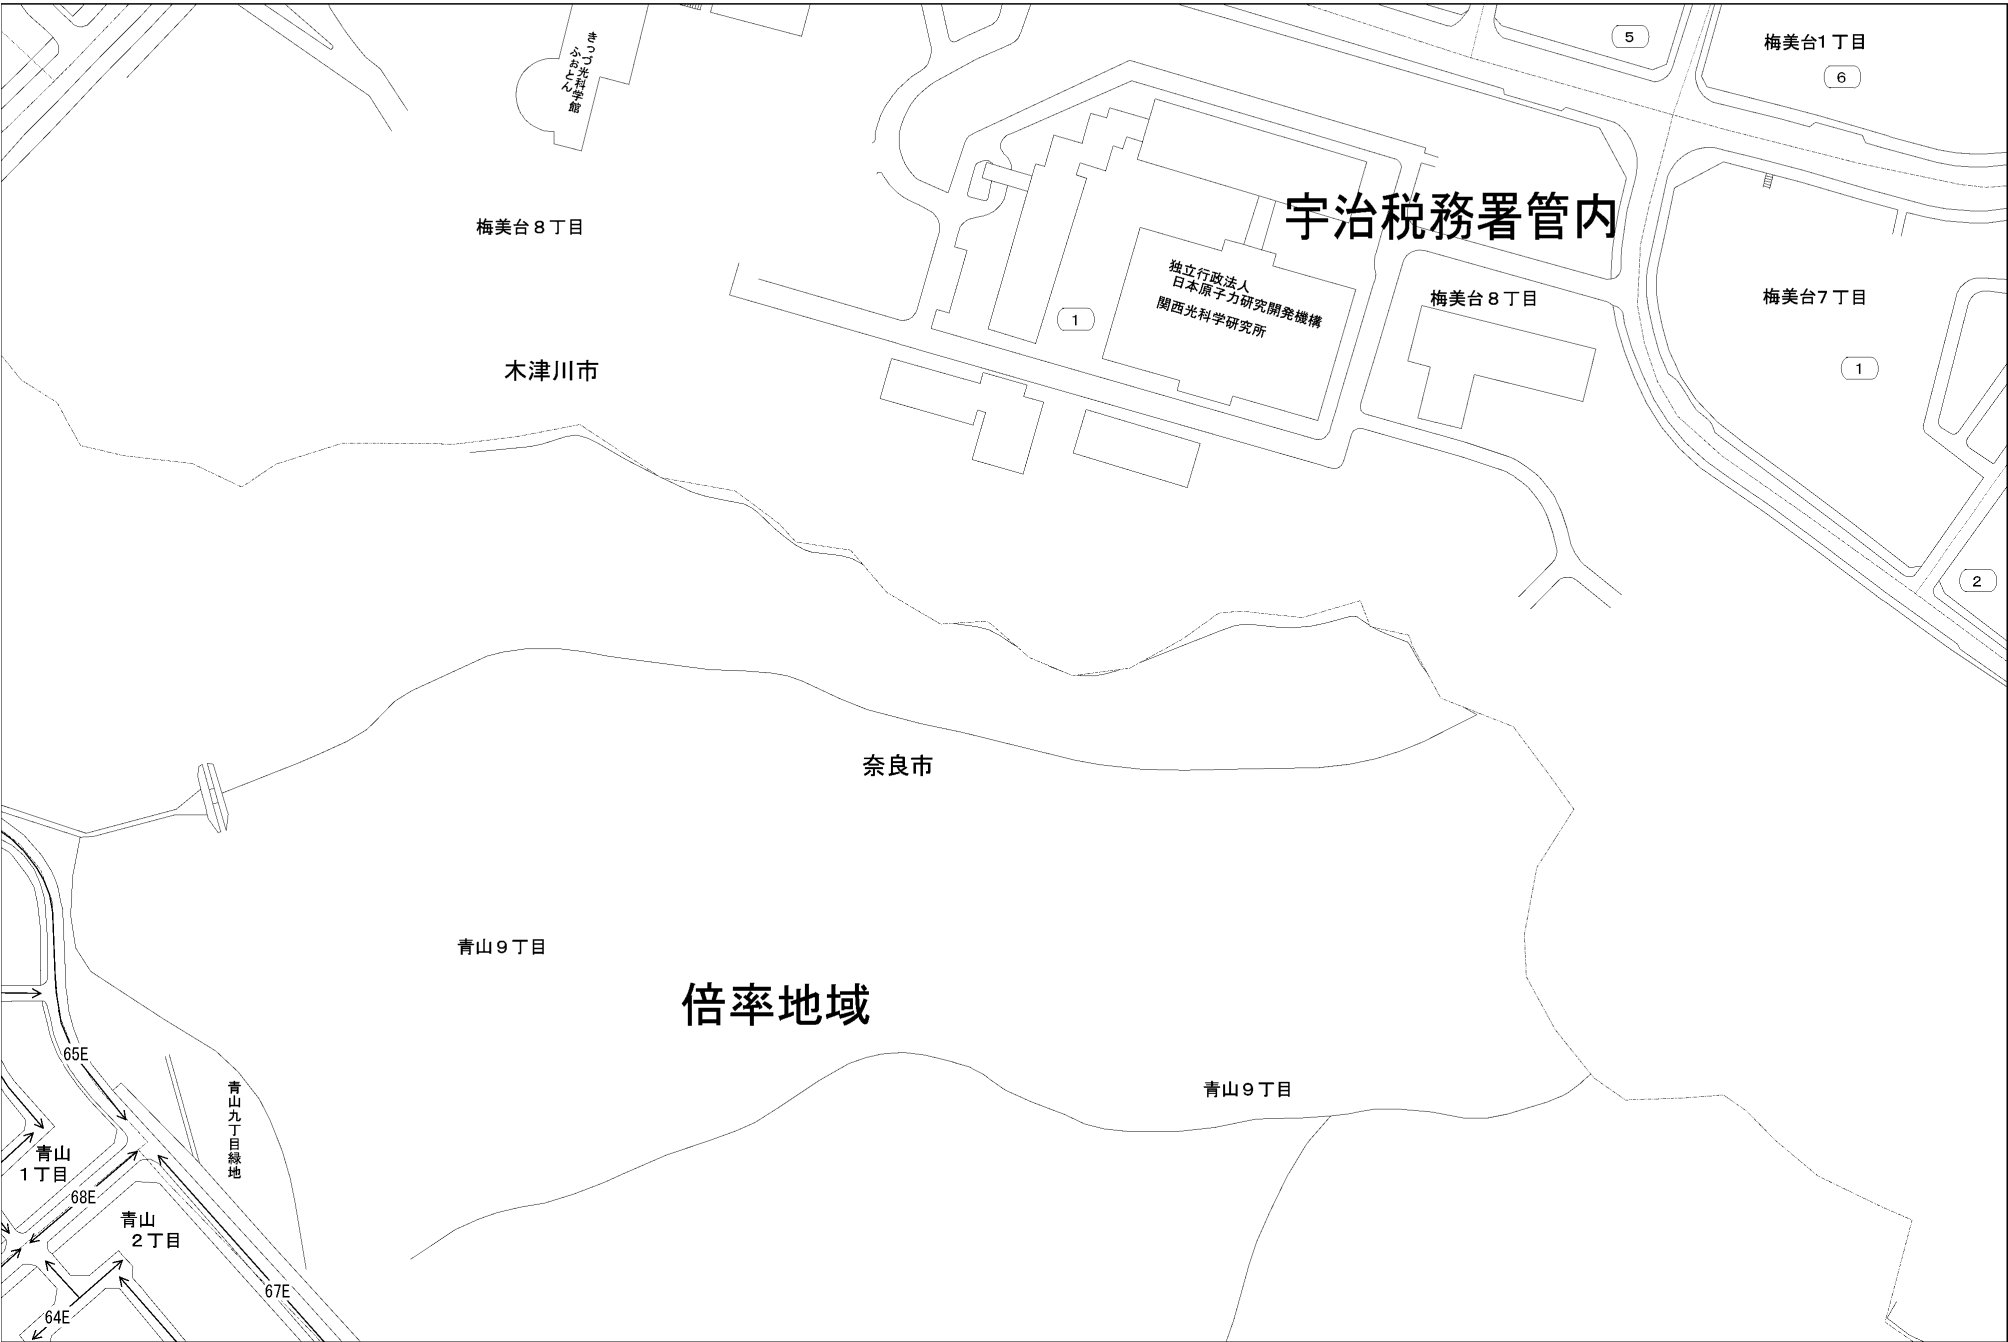 きっづ光科学館
ふぉとん
5
梅美台1丁目
6
梅美台８丁目
宇治税務署管内
独立行政法人
日本原子力研究開発機構
関西光科学研究所
1
梅美台８丁目
梅美台７丁目
1
木津川市
2
奈良市
青山９丁目
倍率地域
65E
青山九丁目緑地
青山９丁目
青山
１丁目
68E
青山
２丁目
67E
64E